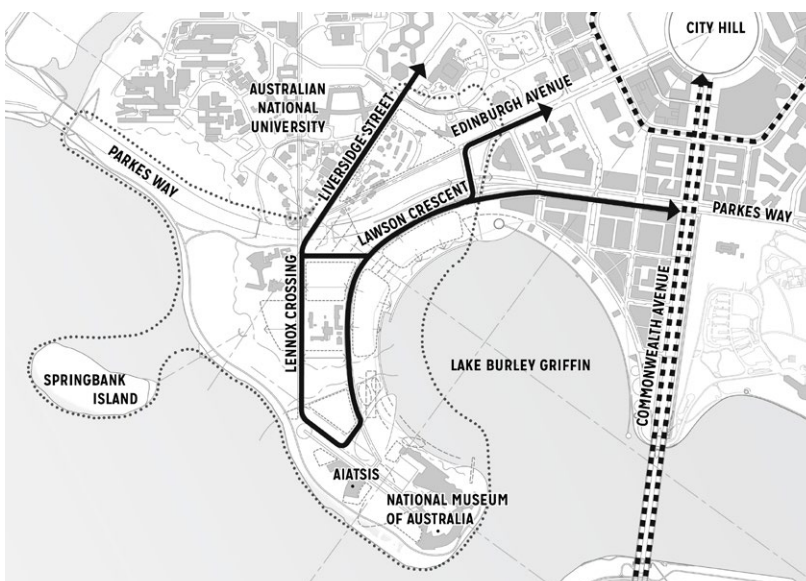 CITY HILL
AUSTRALIAN
NATIONAL
UNIVERSITY
LIVERSIDGE STREET
EDINBURGH AVENUE
PARKES WAY
LAWSON CRESCENT
PARKES WAY
LENNOX CROSSING
COMMONWEALTH AVENUE
LAKE BURLEY GRIFFIN
SPRINGBANK
ISLAND
AIATSIS
NATIONAL MUSEUM
OF AUSTRALIA